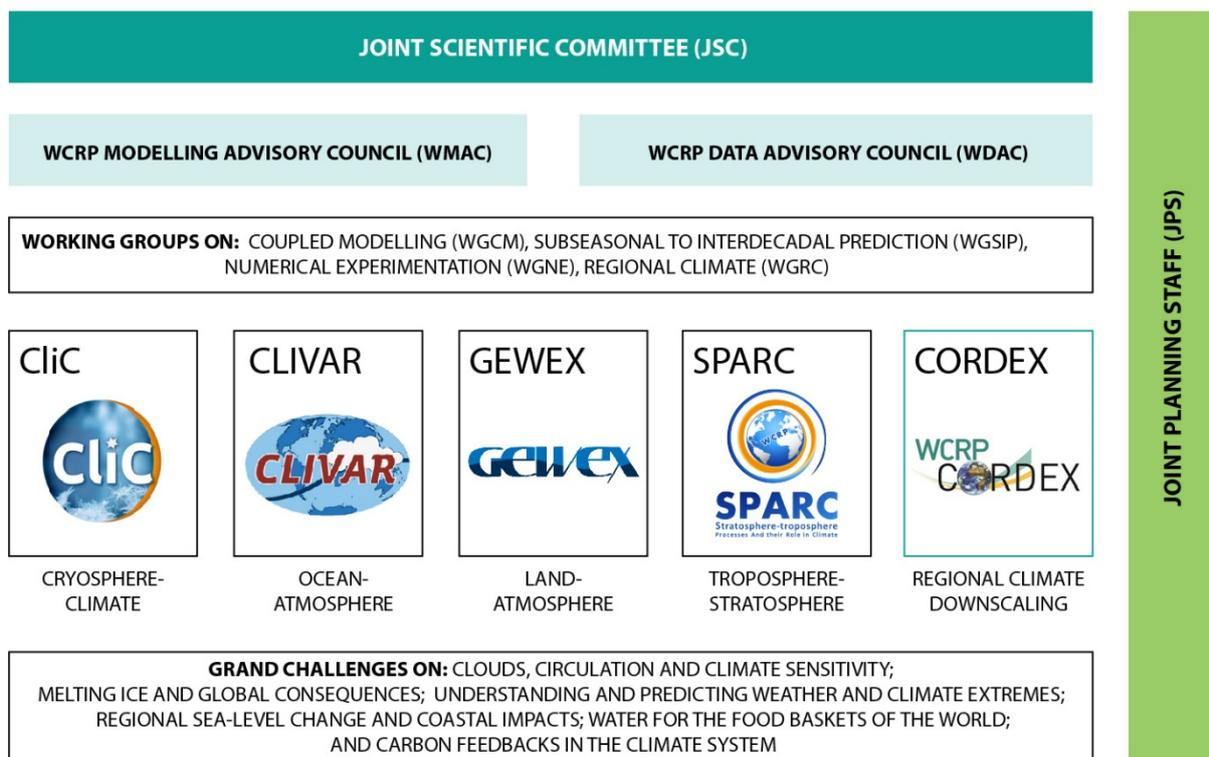 JOINT SCIENTIFIC COMMITTEE (JSC)
WCRP MODELLING ADVISORY COUNCIL (WMAC)
WCRP DATA ADVISORY COUNCIL (WDAC)
WORKING GROUPS ON: COUPLED MODELLING (WGCM), SUBSEASONAL TO INTERDECADAL PREDICTION (WGSIP),
NUMERICAL EXPERIMENTATION (WGNE), REGIONAL CLIMATE (WGRC)
CliC
CliC
CRYOSPHERE-
CLIMATE
CLIVAR
CLIVAR
OCEAN-
ATMOSPHERE
GEWEX
GEWEX
LAND-
ATMOSPHERE
SPARC
WCRP
SPARC
Stratosphere-troposphere
Processes And their Role in Climate
TROPOSPHERE-
STRATOSPHERE
CORDEX
WCRP
CORDEX
REGIONAL CLIMATE
DOWNSCALING
GRAND CHALLENGES ON: CLOUDS, CIRCULATION AND CLIMATE SENSITIVITY;
MELTING ICE AND GLOBAL CONSEQUENCES; UNDERSTANDING AND PREDICTING WEATHER AND CLIMATE EXTREMES;
REGIONAL SEA-LEVEL CHANGE AND COASTAL IMPACTS; WATER FOR THE FOOD BASKETS OF THE WORLD;
AND CARBON FEEDBACKS IN THE CLIMATE SYSTEM
JOINT PLANNING STAFF (JPS)